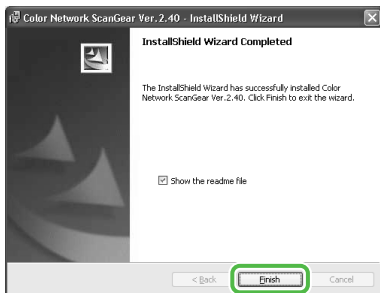 Color Network ScanGear Ver.2.40 - InstallShield Wizard
InstallShield Wizard Completed
The InstallShield Wizard has successfully installed Color
Network ScanGear Ver.2.40. Click Finish to exit the wizard.
Show the readme file
< Back
Finish
Cancel